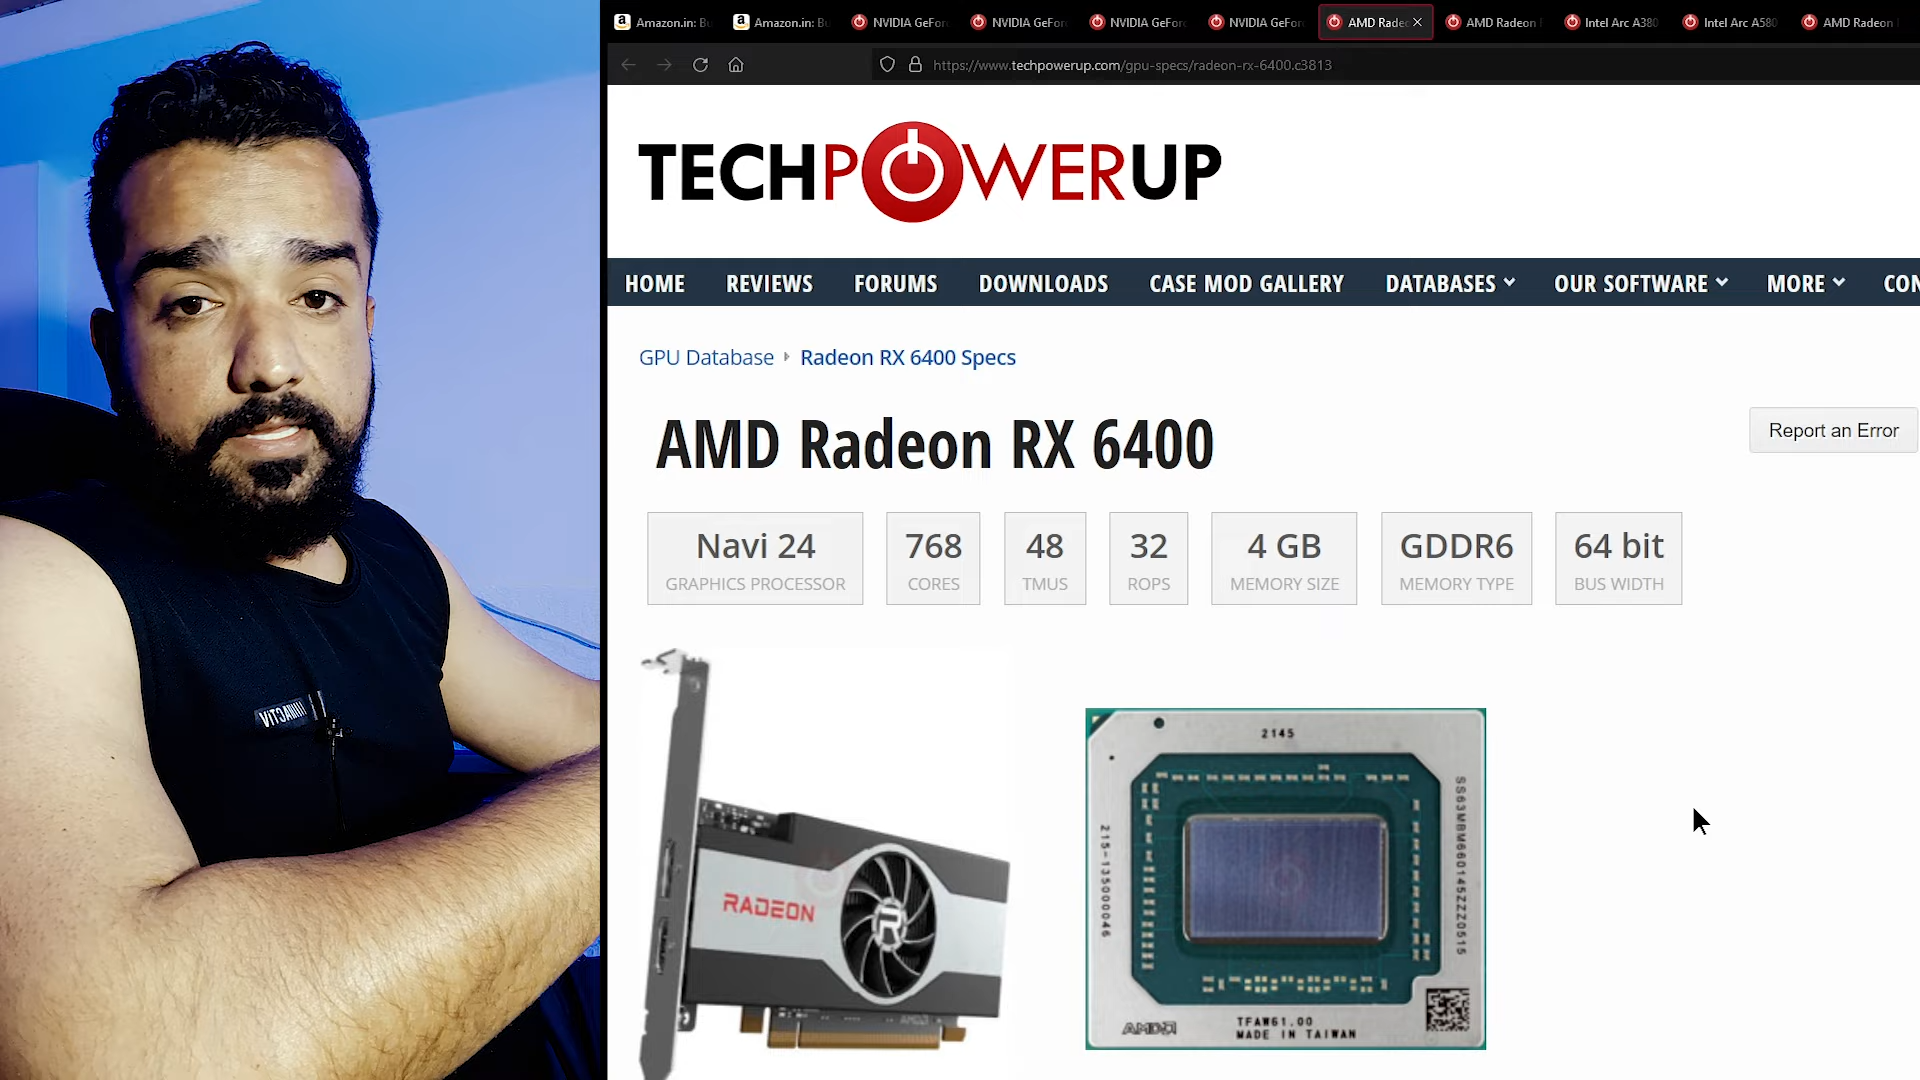 Amazon.in: Bu
Amazon.in: Bu
NVIDIA GeFor
NVIDIA GeFor
NVIDIA GeFor
NVIDIA GeFor
AMD Rade
AMD Radeon
Intel Arc A380
Intel Arc A580
AMD Radeon
https://www.techpowerup.com/gpu-specs/radeon-rx-6400.c3813
TECHPOWERUP
HOME REVIEWS FORUMS DOWNLOADS CASE MOD GALLERY DATABASES OUR SOFTWARE MORE CON
GPU Database Radeon RX 6400 Specs
AMD Radeon RX 6400
Report an Error
Navi 24
GRAPHICS PROCESSOR
768
CORES
48
TMUS
32
ROPS
4 GB
MEMORY SIZE
GDDR6
MEMORY TYPE
64 bit
BUS WIDTH
RADEON
R
2145
215-135000046
AMD
TFAW61.00
MADE IN TAIWAN